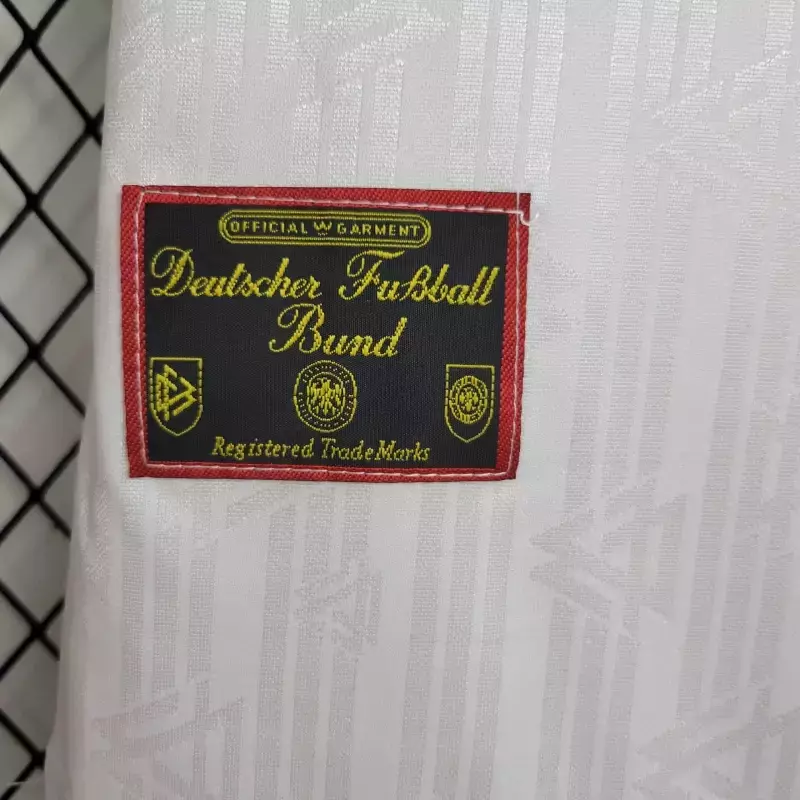 OFFICIAL W GARMENT
Deutscher Fußball
Bund
Registered TradeMarks